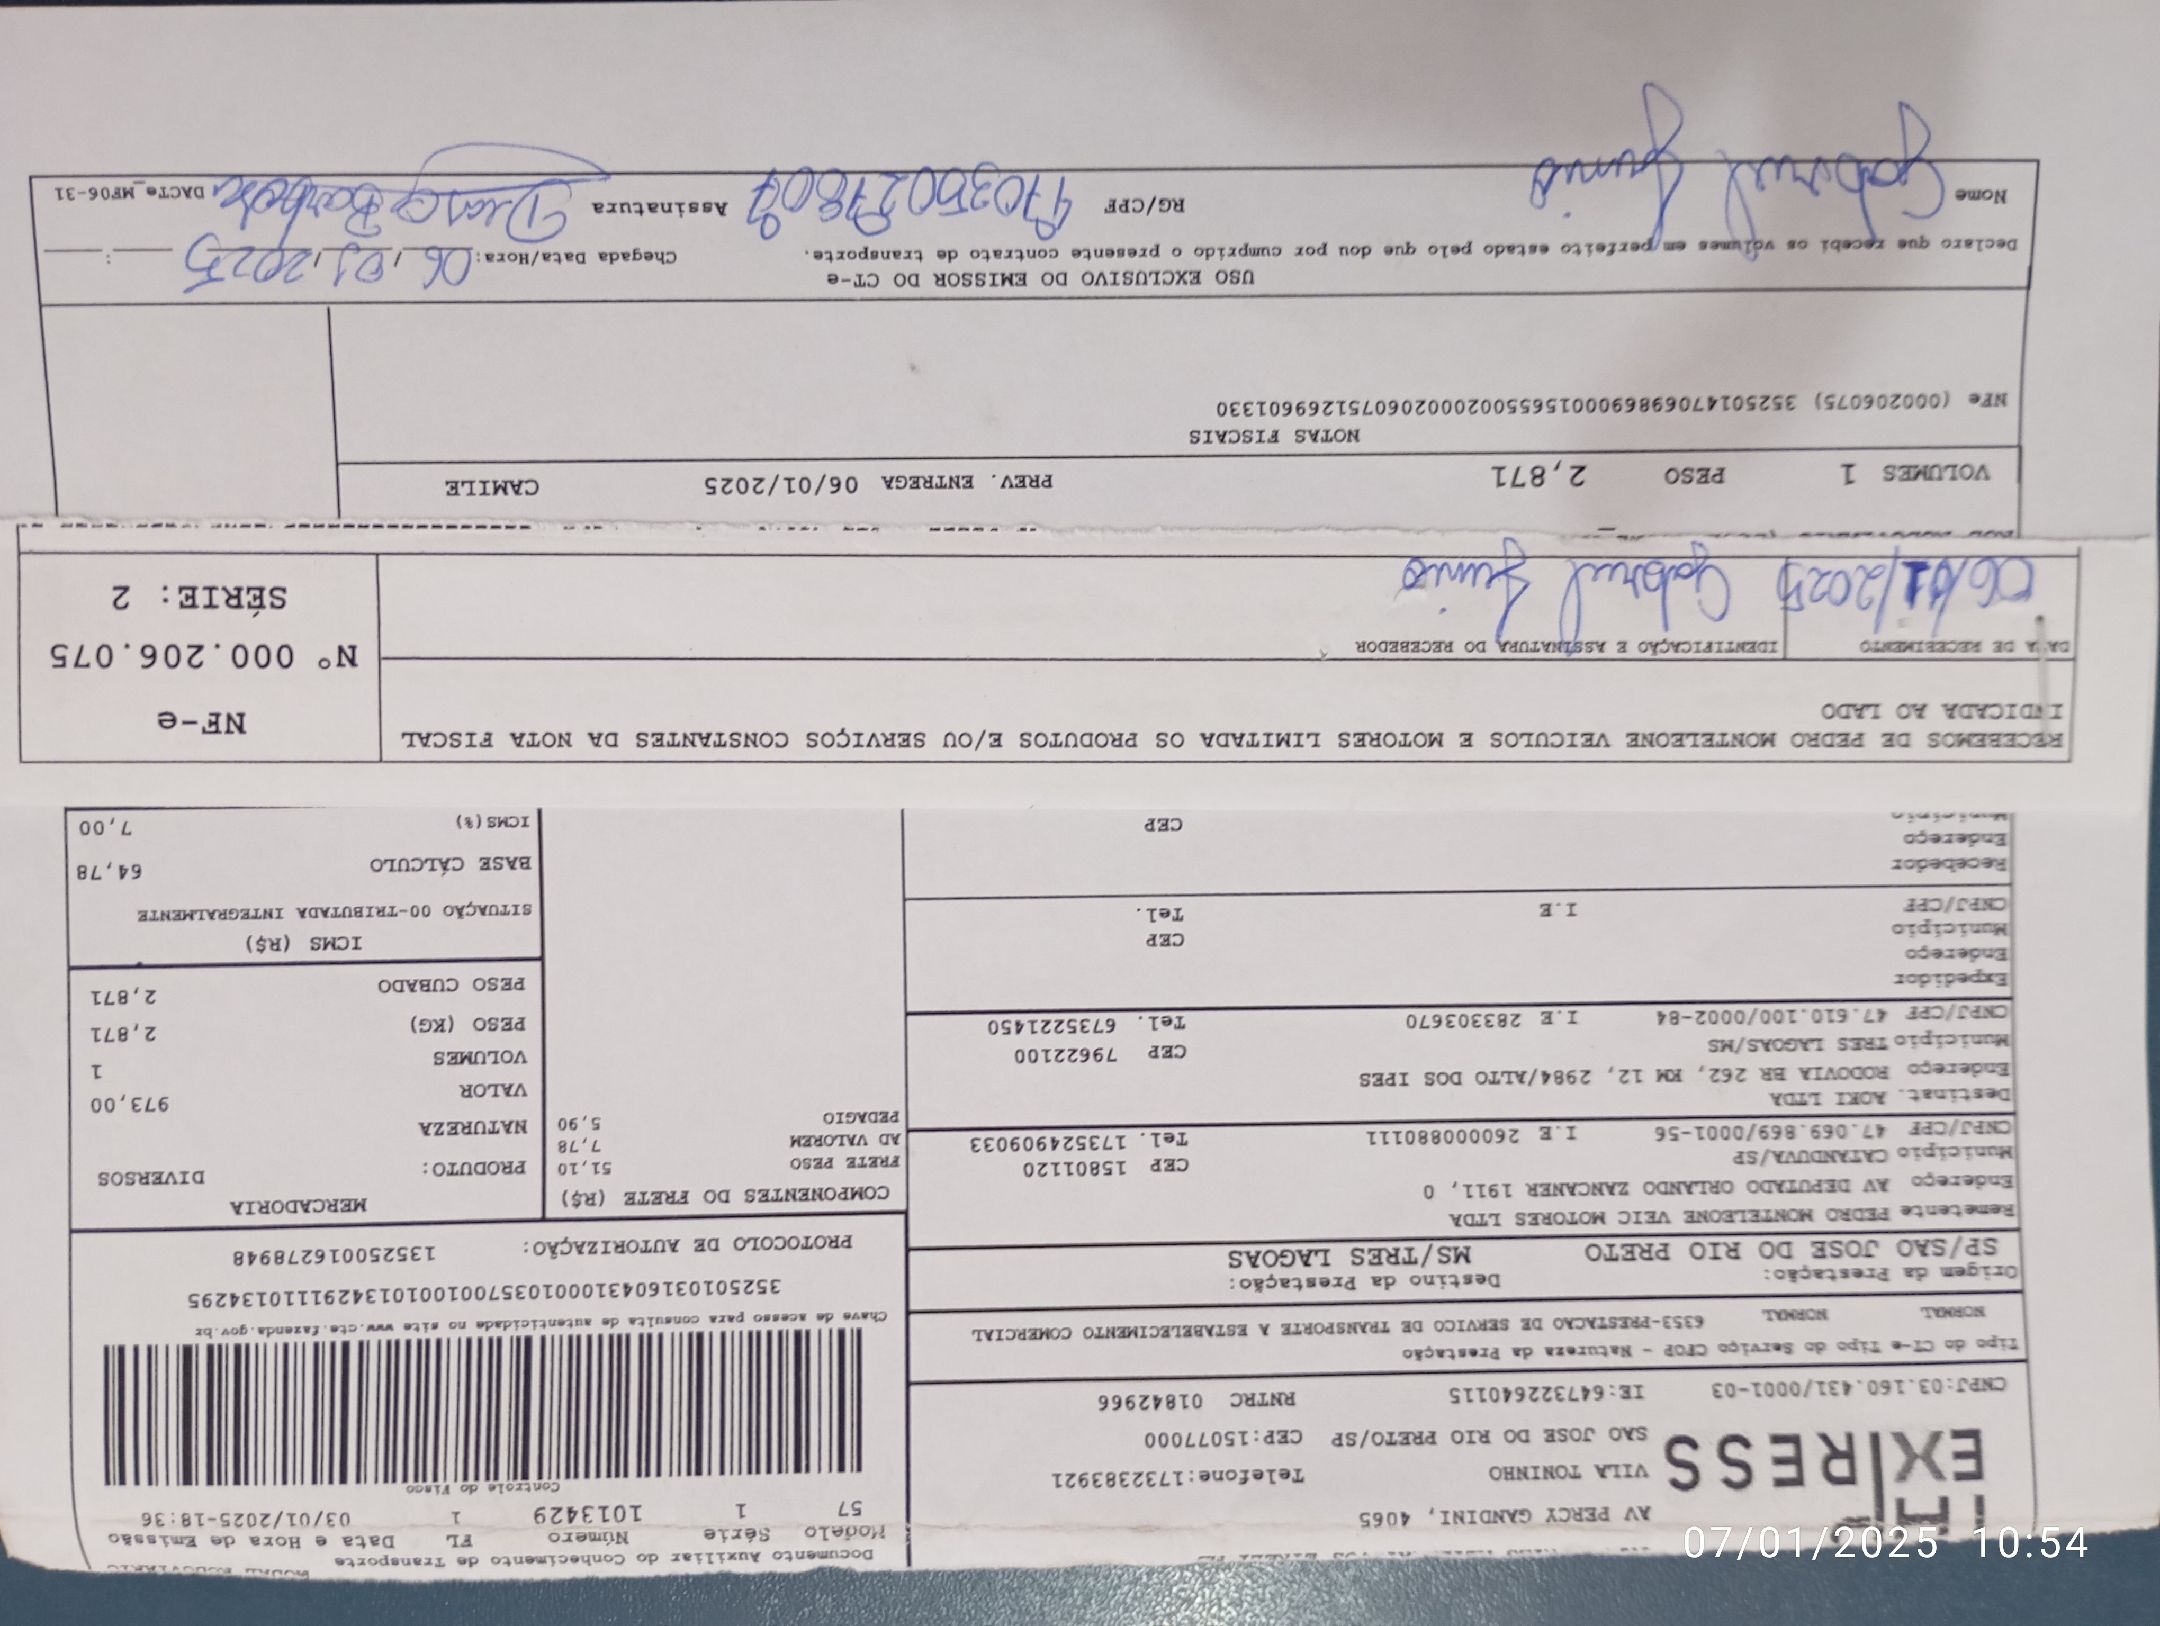 Documento Auxiliar do Conhecimento de Transporte
Modelo Série Número FL Data e Hora de Emissão
57 1 1013429 1 03/01/2025-18:36
Controle do Fisco
EX RESS
AV PERCY GANDINI, 4065
VILA TONINHO Telefone:1732383921
SAO JOSE DO RIO PRETO/SP CEP:15077000
CNPJ:03.160.431/0001-03 IE:647322640115 RNTRC 01842966
Tipo do CT-e Tipo do Serviço CFOP - Natureza da Prestação
NORMAL NORMAL 6353-PRESTACAO DE SERVICO DE TRANSPORTE A ESTABELECIMENTO COMERCIAL
Chave de acesso para consulta de autenticidade no site www.cte.fazenda.gov.br
35250103160431000103570010010134291110134295
PROTOCOLO DE AUTORIZAÇÃO: 135250016278948
Origem da Prestação: Destino da Prestação:
SP/SAO JOSE DO RIO PRETO MS/TRES LAGOAS
Remetente PEDRO MONTELEONE VEIC MOTORES LTDA
Endereço AV DEPUTADO ORLANDO ZANCANER 1911, 0
Município CATANDUVA/SP CEP 15801120
CNPJ/CPF 47.069.869/0001-56 I.E 260000880111 Tel. 173524909033
Destinat. AOKI LTDA
Endereço RODOVIA BR 262, KM 12, 2984/ALTO DOS IPES
Município TRES LAGOAS/MS CEP 79622100
CNPJ/CPF 47.610.100/0002-84 I.E 283303670 Tel. 6735221450
Expedidor
Endereço
Município CEP
CNPJ/CPF I.E Tel.
Recebedor
Endereço
Município CEP
COMPONENTES DO FRETE (R$)
FRETE PESO 51,10
AD VALOREM 7,78
PEDAGIO 5,90
MERCADORIA
PRODUTO: DIVERSOS
NATUREZA
VALOR 973,00
VOLUMES 1
PESO (KG) 2,871
PESO CUBADO 2,871
ICMS (R$)
SITUAÇÃO 00-TRIBUTADA INTEGRALMENTE
BASE CÁLCULO 64,78
ICMS(%) 7,00
RECEBEMOS DE PEDRO MONTELEONE VEICULOS E MOTORES LIMITADA OS PRODUTOS E/OU SERVIÇOS CONSTANTES DA NOTA FISCAL
INDICADA AO LADO
DATA DE RECEBIMENTO IDENTIFICAÇÃO E ASSINATURA DO RECEBEDOR
06/01/2025 Gabriel Junio
NF-e
Nº 000.206.075
SÉRIE: 2
VOLUMES 1 PESO 2,871 PREV. ENTREGA 06/01/2025 CAMILE
NOTAS FISCAIS
NFe (000206075) 35250147069869000156550020002060751269601330
USO EXCLUSIVO DO EMISSOR DO CT-e
Declaro que recebi os volumes em perfeito estado pelo que dou por cumprido o presente contrato de transporte. Chegada Data/Hora: 06/01/2025 :
Nome Gabriel Junio RG/CPF Assinatura DACTe_MF06-31
07/01/2025 10:54